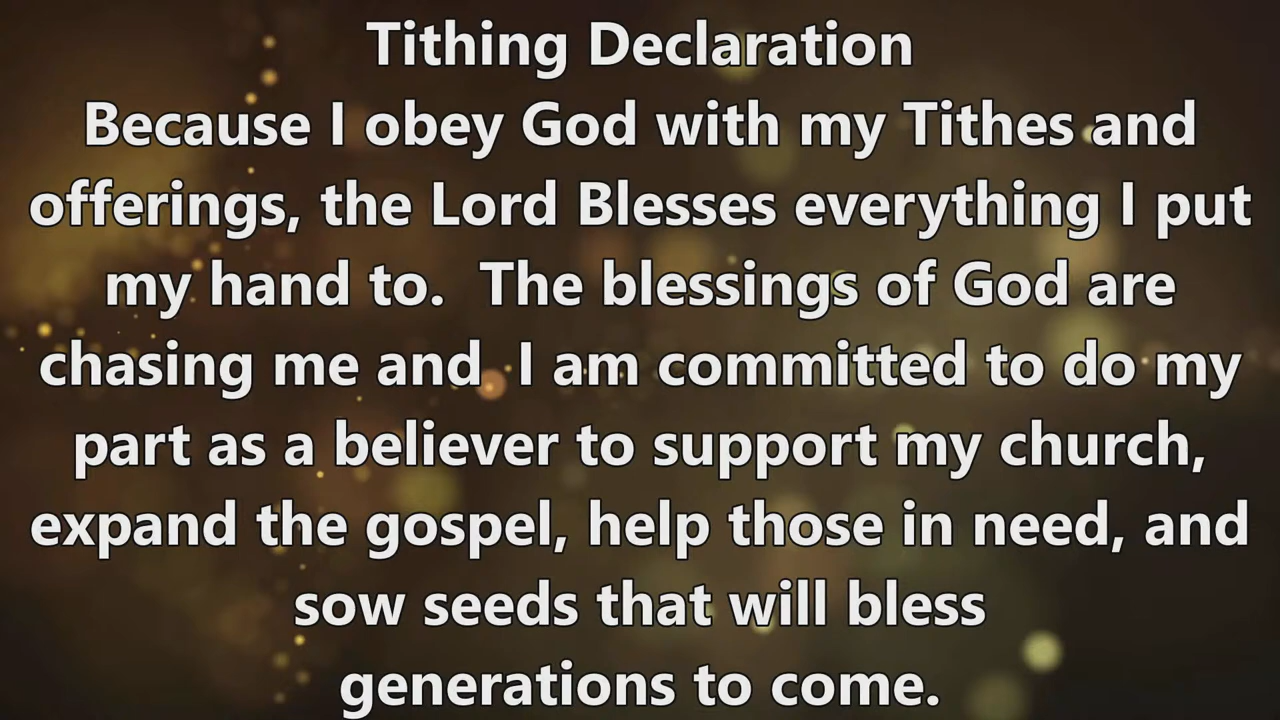 Tithing Declaration
Because I obey God with my Tithes and
offerings, the Lord Blesses everything I put
my hand to.  The blessings of God are
chasing me and  I am committed to do my
part as a believer to support my church,
expand the gospel, help those in need, and
sow seeds that will bless
generations to come.